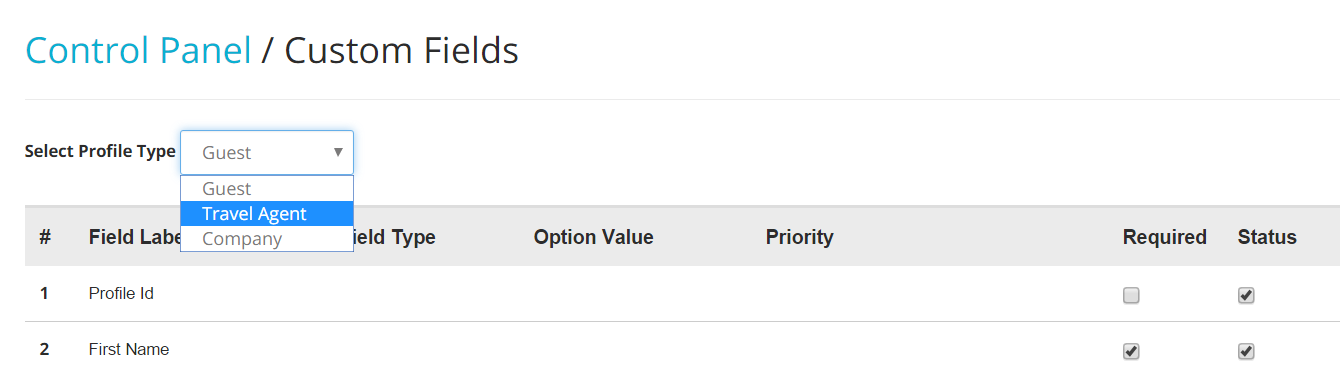 Control Panel / Custom Fields
Select Profile Type Guest
Guest
Travel Agent
Company
# Field Labe ield Type Option Value Priority Required Status
1 Profile Id
2 First Name